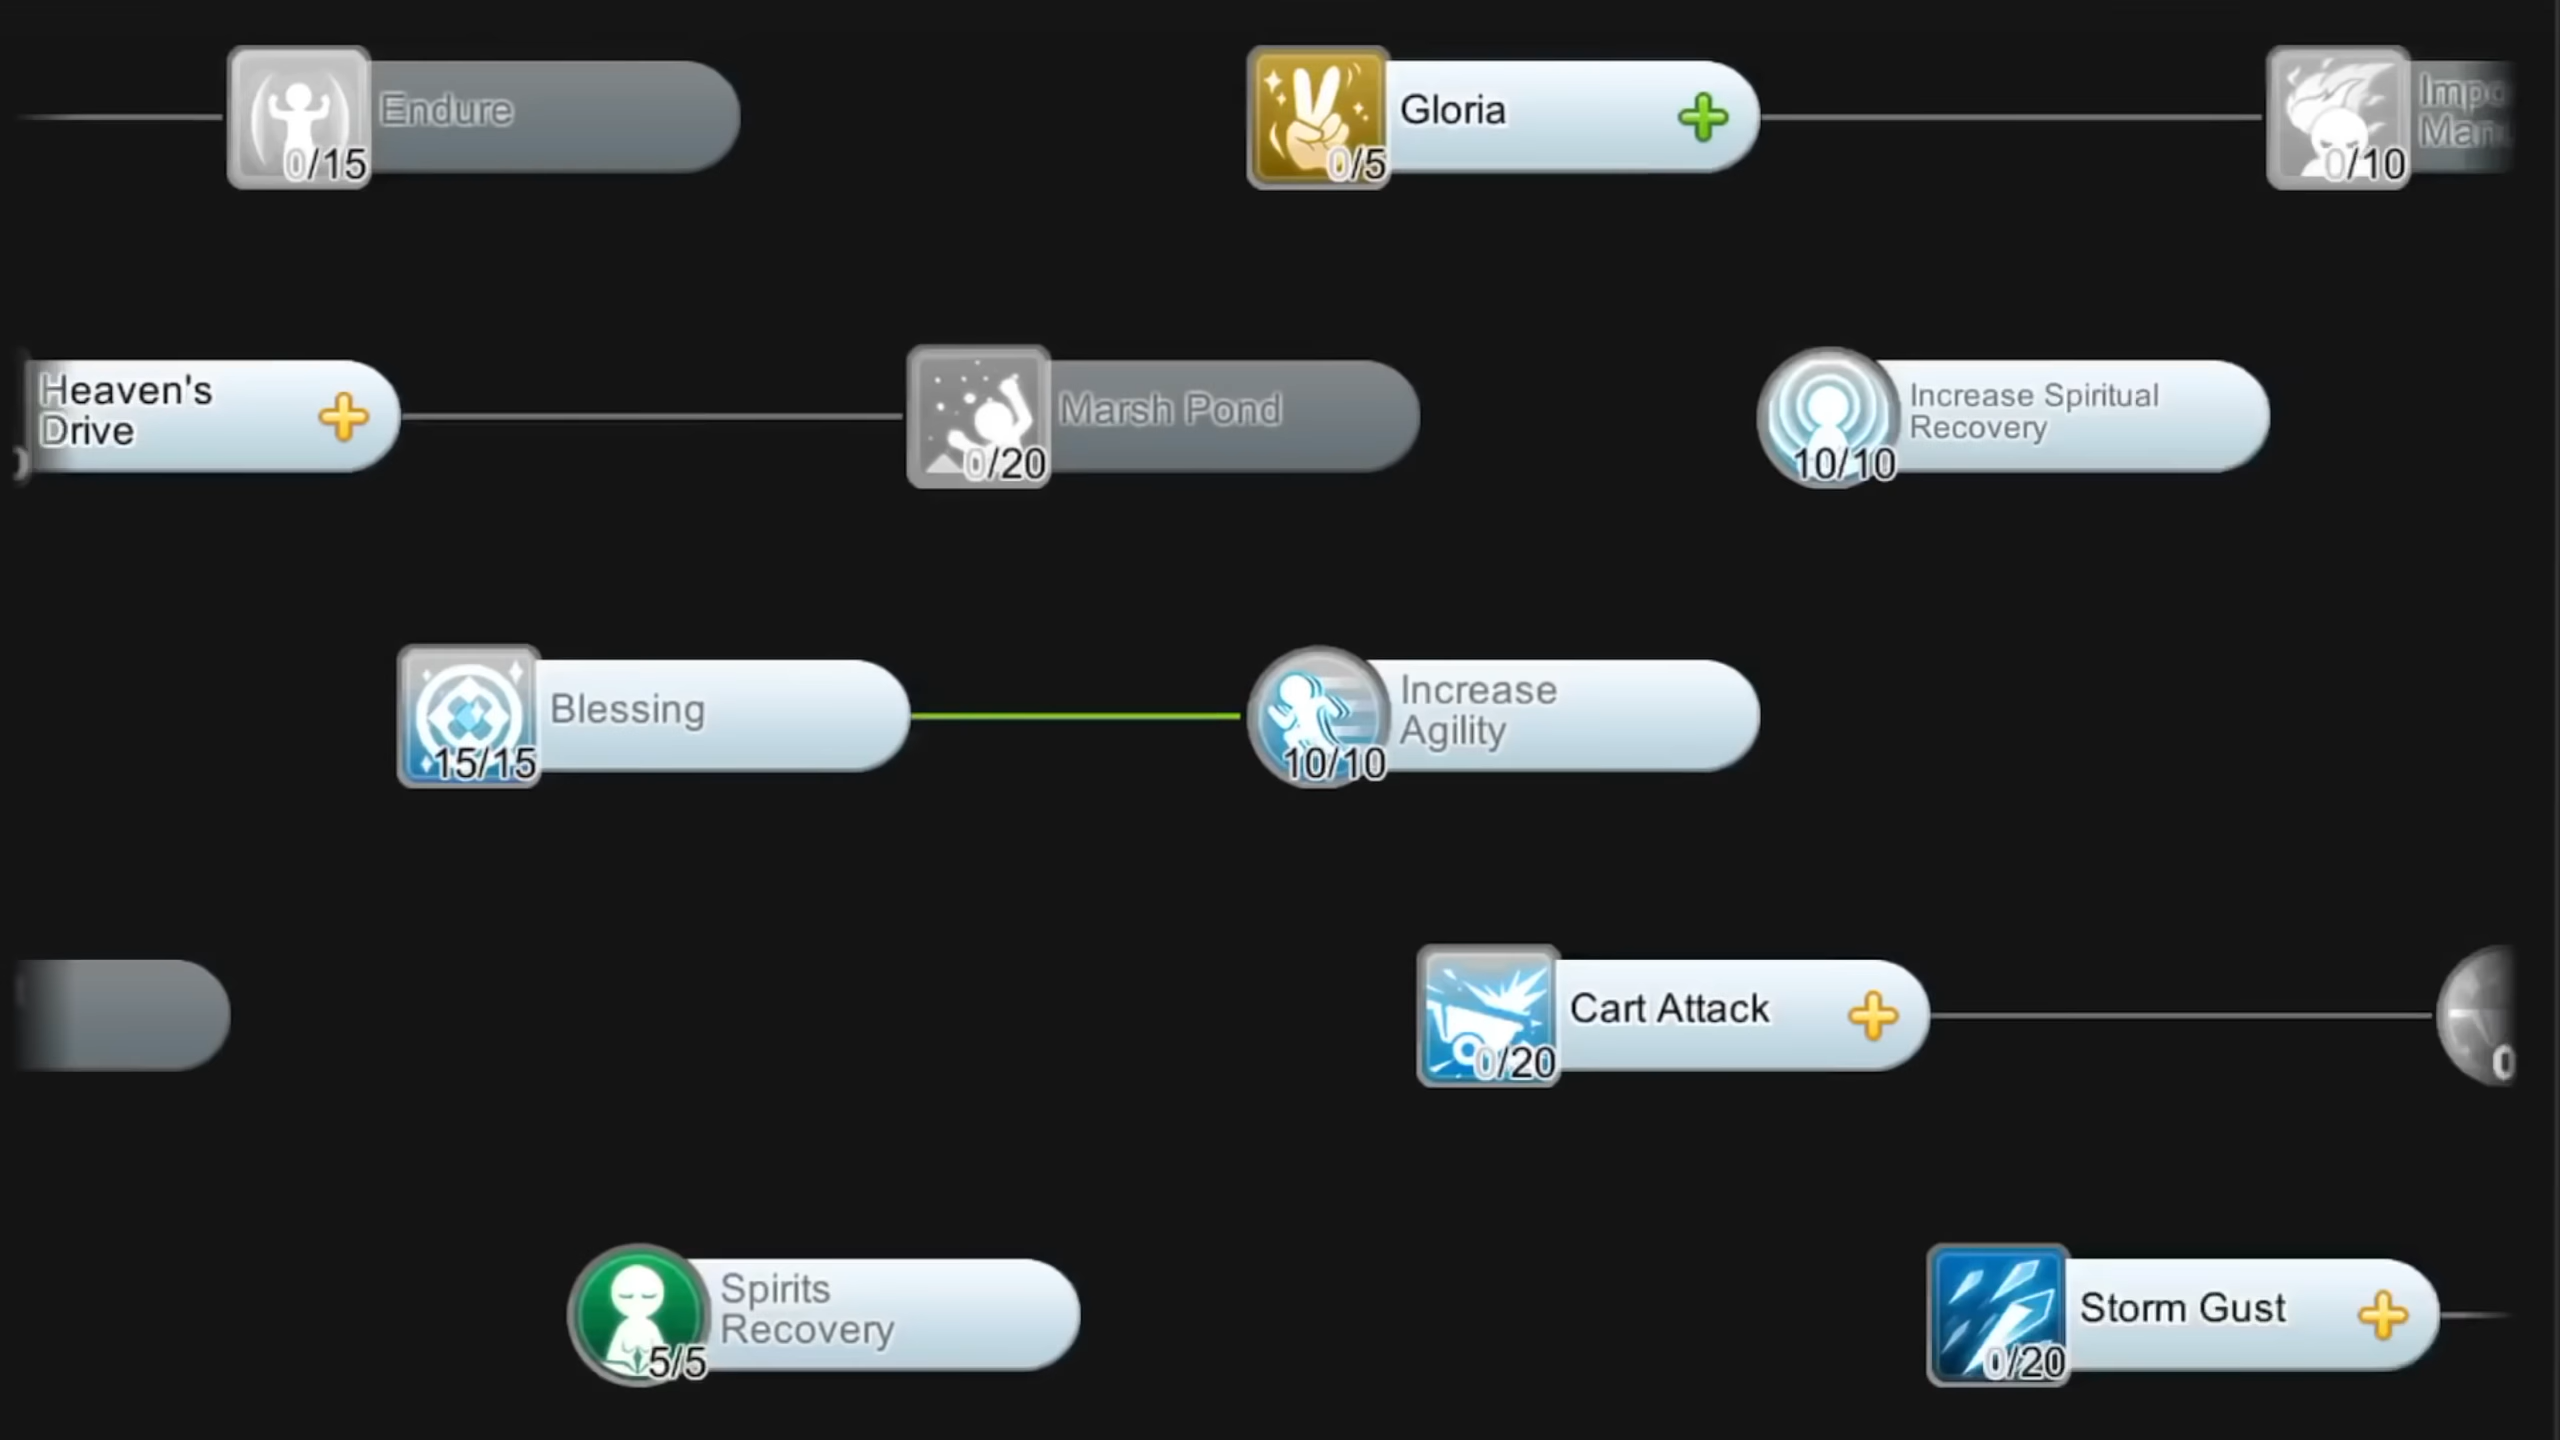 Endure
0/15
Gloria
0/5
0/10
Heaven's
Drive
Marsh Pond
0/20
Increase Spiritual
Recovery
10/10
Blessing
15/15
Increase
Agility
10/10
Cart Attack
0/20
0
Spirits
Recovery
5/5
Storm Gust
0/20